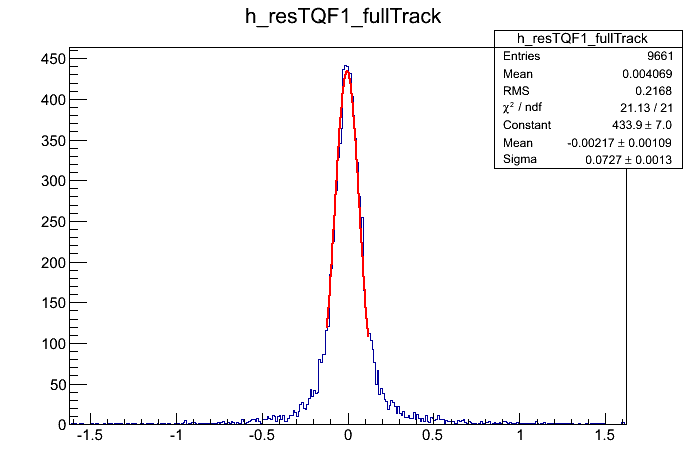 h_resTQF1_fullTrack
h_resTQF1_fullTrack
Entries 9661
Mean 0.004069
RMS 0.2168
χ² / ndf 21.13 / 21
Constant 433.9 ± 7.0
Mean -0.00217 ± 0.00109
Sigma 0.0727 ± 0.0013
450
400
350
300
250
200
150
100
50
0
-1.5 -1 -0.5 0 0.5 1 1.5